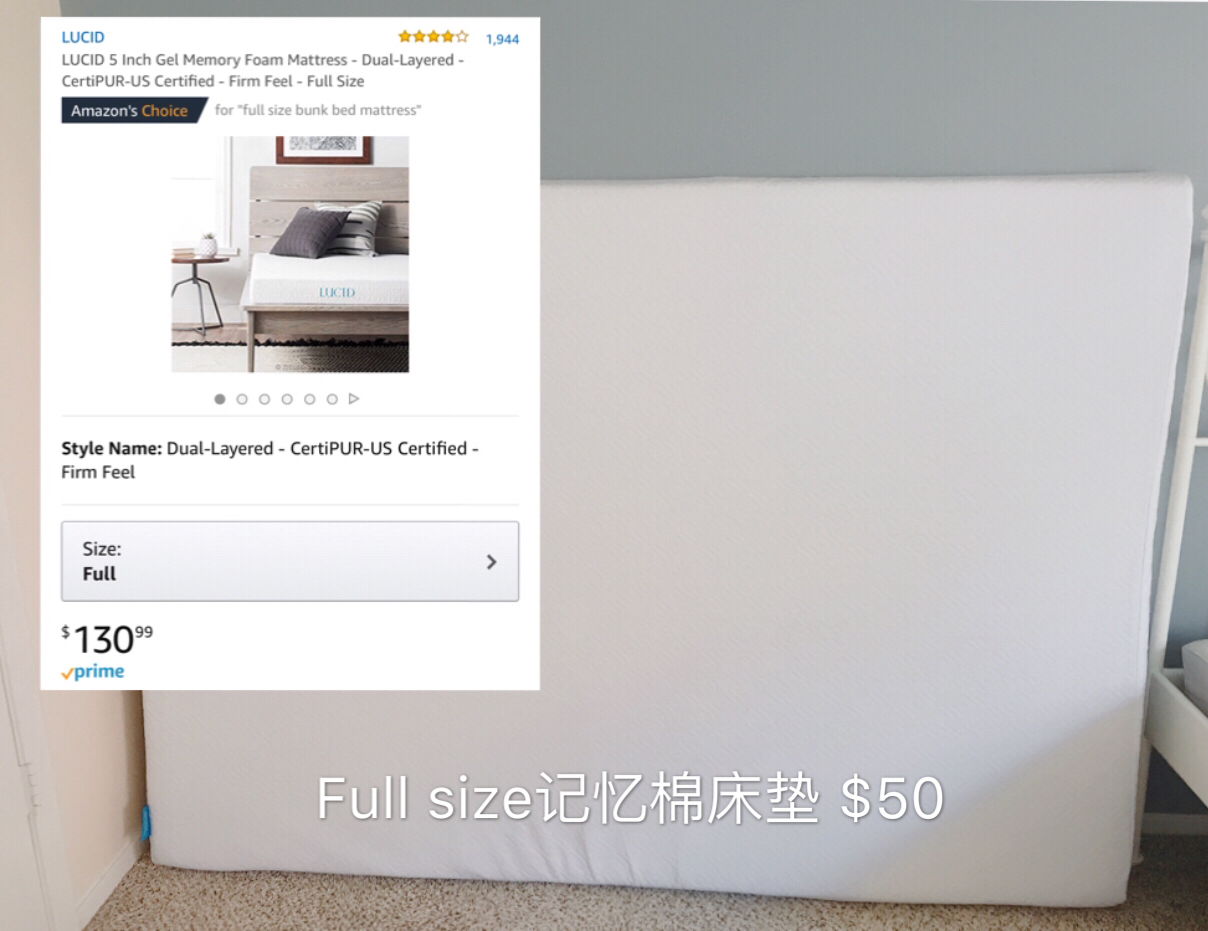 LUCID 1,944
LUCID 5 Inch Gel Memory Foam Mattress - Dual-Layered -
CertiPUR-US Certified - Firm Feel - Full Size
Amazon's Choice for "full size bunk bed mattress"
LUCID
Style Name: Dual-Layered - CertiPUR-US Certified -
Firm Feel
Size:
Full
$130 99
prime
Full size记忆棉床垫 $50